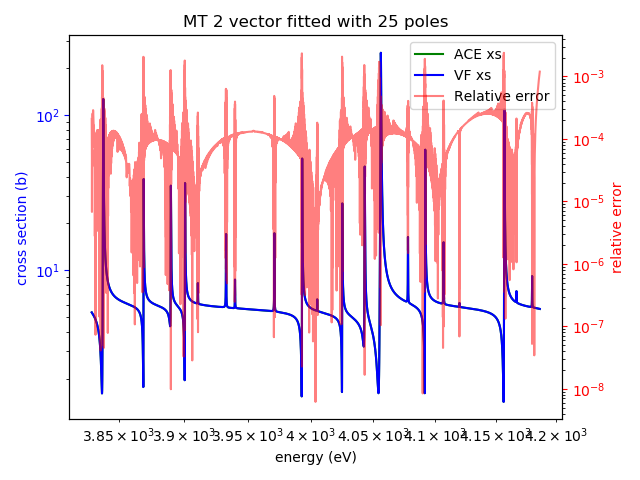 MT 2 vector fitted with 25 poles
ACE xs
VF xs
Relative error
cross section (b)
10²
10¹
10⁻³
10⁻⁴
10⁻⁵
10⁻⁶
10⁻⁷
10⁻⁸
relative error
3.85 × 10³ 3.9 × 10³ 3.95 × 10³ 4 × 10³ 4.05 × 10³ 4.1 × 10³ 4.15 × 10³ 4.2 × 10³
energy (eV)